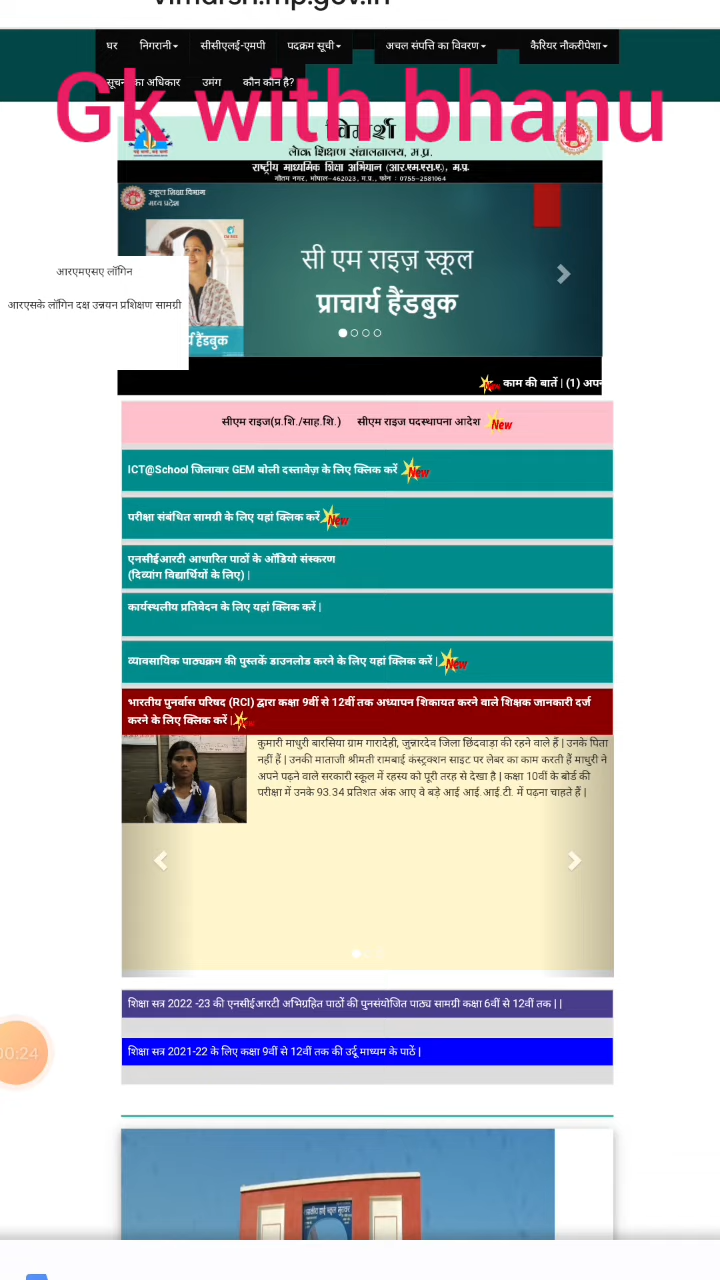 vimarsh.mp.gov.in
घर निगरानी सीसीएलई-एमपी पदक्रम सूची अचल संपत्ति का विवरण कैरियर नौकरीपेशा
सूचना का अधिकार उमंग कौन कौन है?
Gk with bhanu
विमर्श
लोक शिक्षण संचालनालय, म.प्र.
राष्ट्रीय माध्यमिक शिक्षा अभियान (आर.एम.एस.ए.), म.प्र.
गौतम नगर, भोपाल-462023, म.प्र., फोन : 0755-2581064
स्कूल शिक्षा विभाग
मध्य प्रदेश
सी एम राइज़ स्कूल
प्राचार्य हैंडबुक
आरएमएसए लॉगिन
आरएसके लॉगिन दक्ष उन्नयन प्रशिक्षण सामग्री
हैंडबुक
काम की बातें | (1) अपन
सीएम राइज(प्र.शि./साह.शि.) सीएम राइज पदस्थापना आदेश New
ICT@School जिलावार GEM बोली दस्तावेज़ के लिए क्लिक करें New
परीक्षा संबंधित सामग्री के लिए यहां क्लिक करें New
एनसीईआरटी आधारित पाठों के ऑडियो संस्करण
(दिव्यांग विद्यार्थियों के लिए) |
कार्यस्थलीय प्रतिवेदन के लिए यहां क्लिक करें |
व्यावसायिक पाठ्यक्रम की पुस्तकें डाउनलोड करने के लिए यहां क्लिक करें | New
भारतीय पुनर्वास परिषद (RCI) द्वारा कक्षा 9वीं से 12वीं तक अध्यापन शिकायत करने वाले शिक्षक जानकारी दर्ज
करने के लिए क्लिक करें |
कुमारी माधुरी बारसिया ग्राम गारादेही, जुन्नारदेव जिला छिंदवाड़ा की रहने वाले हैं | उनके पिता
नहीं हैं | उनकी माताजी श्रीमती रामबाई कंस्ट्रक्शन साइट पर लेबर का काम करती हैं माधुरी ने
अपने पढ़ने वाले सरकारी स्कूल में रहस्य को पूरी तरह से देखा है | कक्षा 10वीं के बोर्ड की
परीक्षा में उनके 93.34 प्रतिशत अंक आए वे बड़े आई आई.आई.टी. में पढ़ना चाहते हैं |
शिक्षा सत्र 2022 -23 की एनसीईआरटी अभिग्रहित पाठों की पुनसंयोजित पाठ्य सामग्री कक्षा 6वीं से 12वीं तक | |
00:24
शिक्षा सत्र 2021-22 के लिए कक्षा 9वीं से 12वीं तक की उर्दू माध्यम के पाठें |